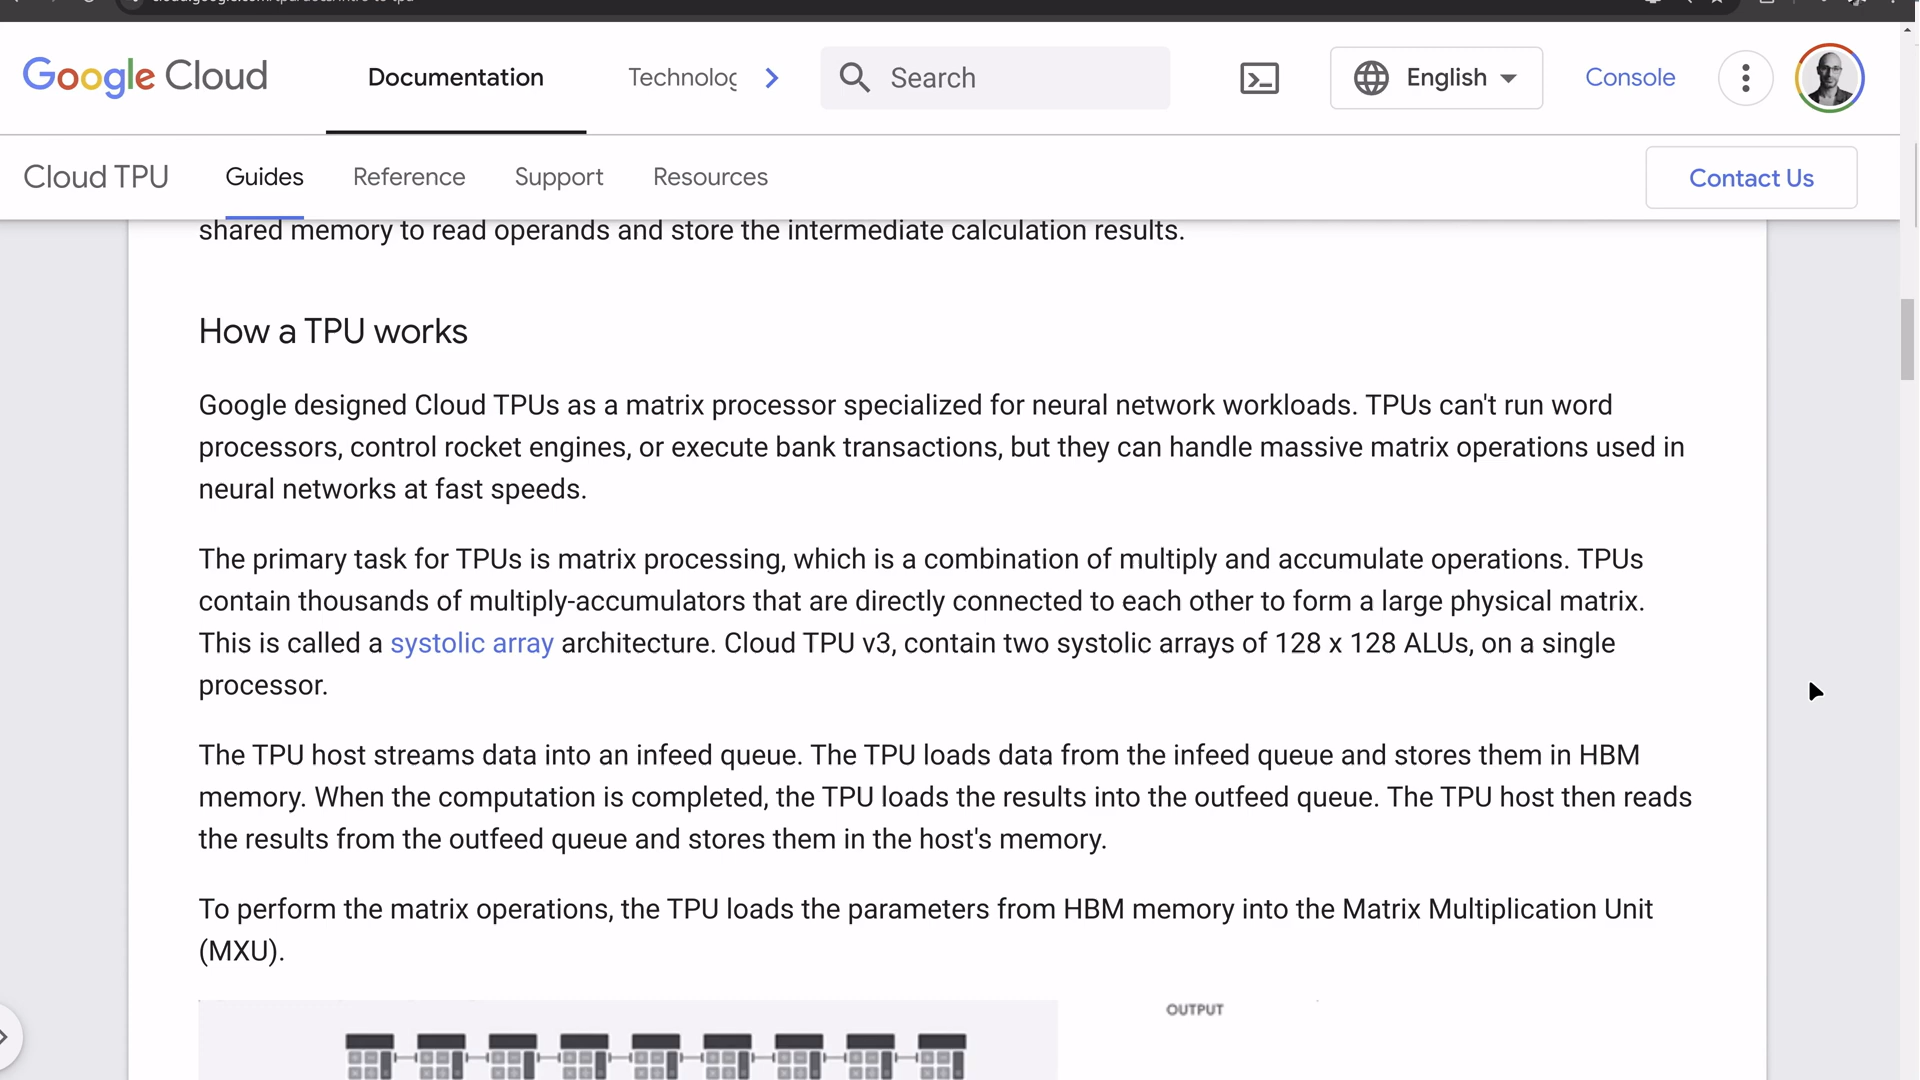 Google Cloud
Documentation
Technolog
Search
English
Console
Cloud TPU
Guides
Reference
Support
Resources
Contact Us
shared memory to read operands and store the intermediate calculation results.
How a TPU works
Google designed Cloud TPUs as a matrix processor specialized for neural network workloads. TPUs can't run word
processors, control rocket engines, or execute bank transactions, but they can handle massive matrix operations used in
neural networks at fast speeds.
The primary task for TPUs is matrix processing, which is a combination of multiply and accumulate operations. TPUs
contain thousands of multiply-accumulators that are directly connected to each other to form a large physical matrix.
This is called a systolic array architecture. Cloud TPU v3, contain two systolic arrays of 128 x 128 ALUs, on a single
processor.
The TPU host streams data into an infeed queue. The TPU loads data from the infeed queue and stores them in HBM
memory. When the computation is completed, the TPU loads the results into the outfeed queue. The TPU host then reads
the results from the outfeed queue and stores them in the host's memory.
To perform the matrix operations, the TPU loads the parameters from HBM memory into the Matrix Multiplication Unit
(MXU).
OUTPUT